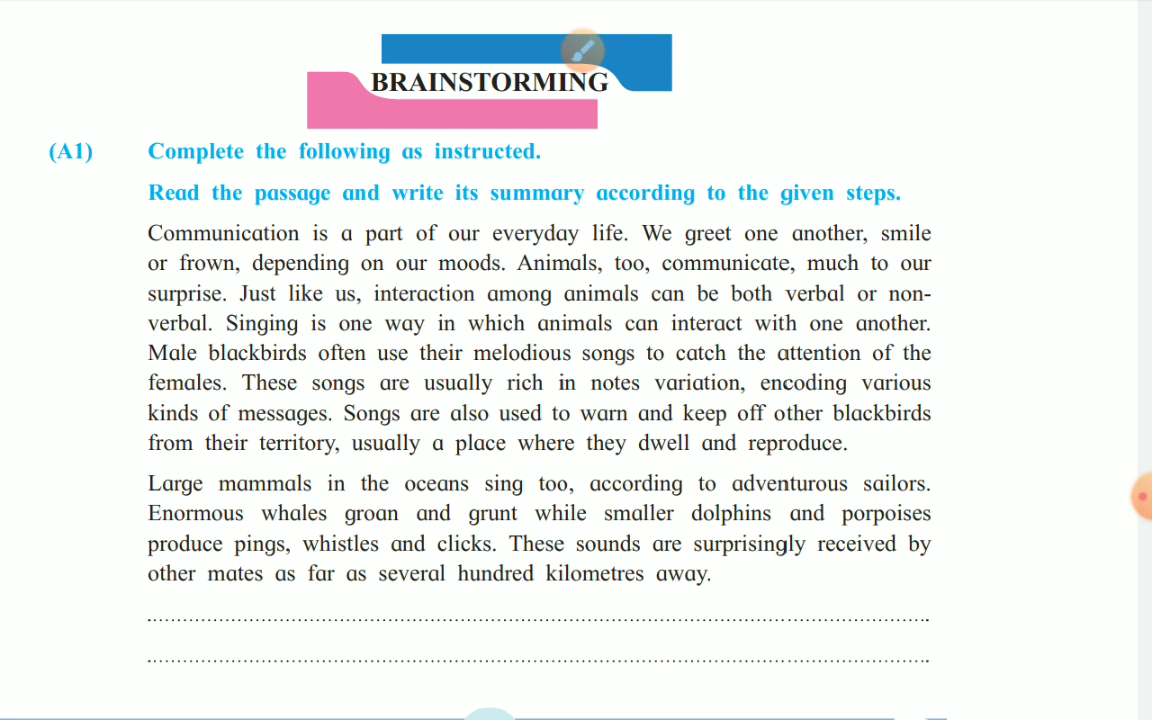 BRAINSTORMING
(A1) Complete the following as instructed.
Read the passage and write its summary according to the given steps.
Communication is a part of our everyday life. We greet one another, smile
or frown, depending on our moods. Animals, too, communicate, much to our
surprise. Just like us, interaction among animals can be both verbal or non-
verbal. Singing is one way in which animals can interact with one another.
Male blackbirds often use their melodious songs to catch the attention of the
females. These songs are usually rich in notes variation, encoding various
kinds of messages. Songs are also used to warn and keep off other blackbirds
from their territory, usually a place where they dwell and reproduce.
Large mammals in the oceans sing too, according to adventurous sailors.
Enormous whales groan and grunt while smaller dolphins and porpoises
produce pings, whistles and clicks. These sounds are surprisingly received by
other mates as far as several hundred kilometres away.